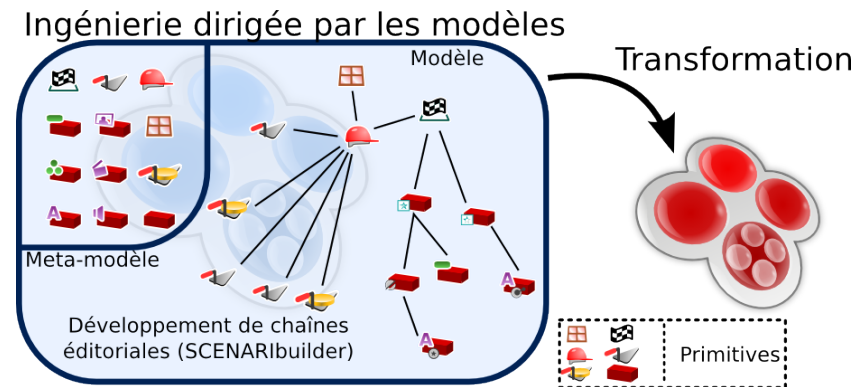 Ingénierie dirigée par les modèles
Modèle
Transformation
A
A
A
Meta-modèle
Développement de chaînes
éditoriales (SCENARIbuilder)
Primitives